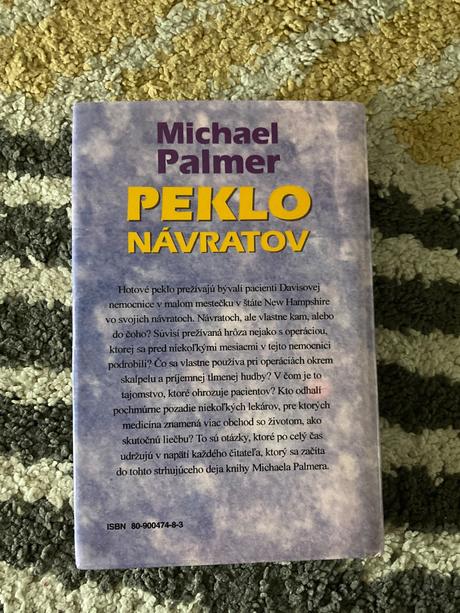 Michael
Palmer
PEKLO
NÁVRATOV
Hotové peklo prežívajú bývalí pacienti Davisovej
nemocnice v malom mestečku v štáte New Hampshire
vo svojich návratoch. Návratoch, ale vlastne kam, alebo
do čoho? Súvisí prežívaná hrôza nejako s operáciou,
ktorej sa pred niekoľkými mesiacmi v tejto nemocnici
podrobili? Čo sa vlastne používa pri operáciách okrem
skalpelu a príjemnej tlmenej hudby? V čom je to
tajomstvo, ktoré ohrozuje pacientov? Kto odhalí
pochmúrne pozadie niekoľkých lekárov, pre ktorých
medicína znamená viac obchod so životom, ako
skutočnú liečbu? To sú otázky, ktoré po celý čas
udržujú v napätí každého čitateľa, ktorý sa začíta
do tohto strhujúceho deja knihy Michaela Palmera.
ISBN 80-900474-8-3